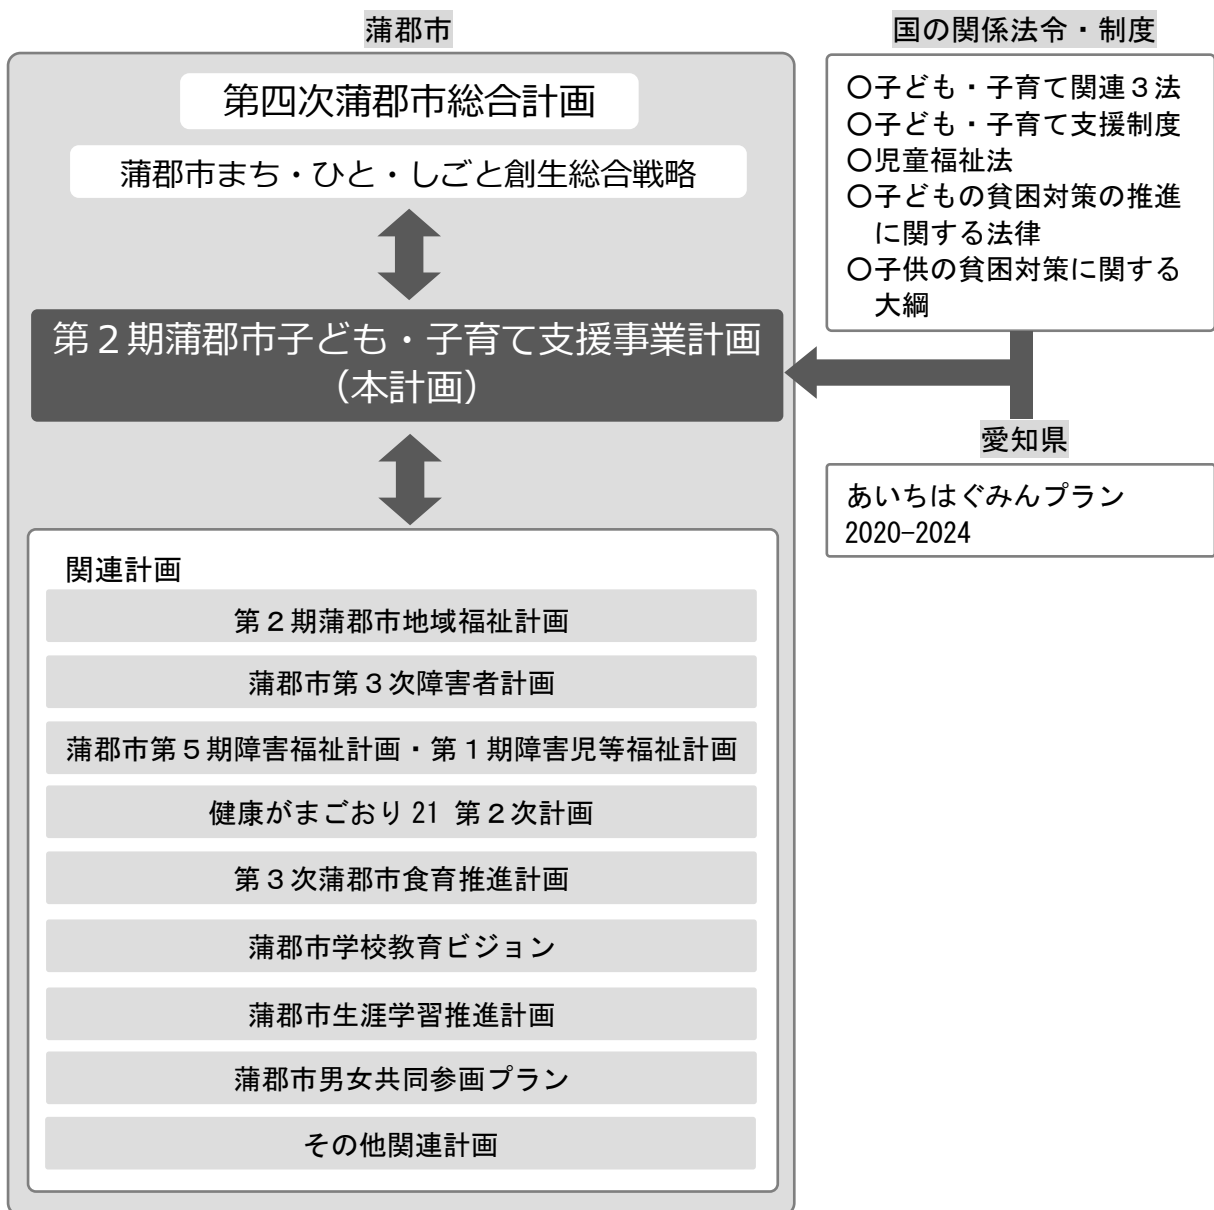 蒲郡市
第四次蒲郡市総合計画
蒲郡市まち・ひと・しごと創生総合戦略
第２期蒲郡市子ども・子育て支援事業計画
（本計画）
関連計画
第２期蒲郡市地域福祉計画
蒲郡市第３次障害者計画
蒲郡市第５期障害福祉計画・第１期障害児等福祉計画
健康がまごおり 21 第２次計画
第３次蒲郡市食育推進計画
蒲郡市学校教育ビジョン
蒲郡市生涯学習推進計画
蒲郡市男女共同参画プラン
その他関連計画
国の関係法令・制度
〇子ども・子育て関連３法
〇子ども・子育て支援制度
〇児童福祉法
〇子どもの貧困対策の推進
に関する法律
〇子供の貧困対策に関する
大綱
愛知県
あいちはぐみんプラン
2020-2024